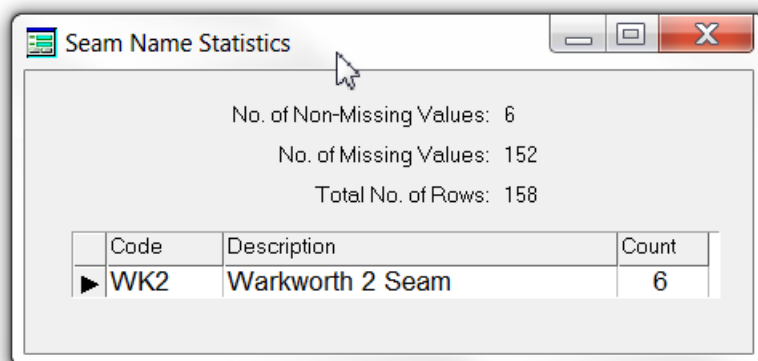 Seam Name Statistics
No. of Non-Missing Values: 6
No. of Missing Values: 152
Total No. of Rows: 158
Code Description Count
WK2 Warkworth 2 Seam 6